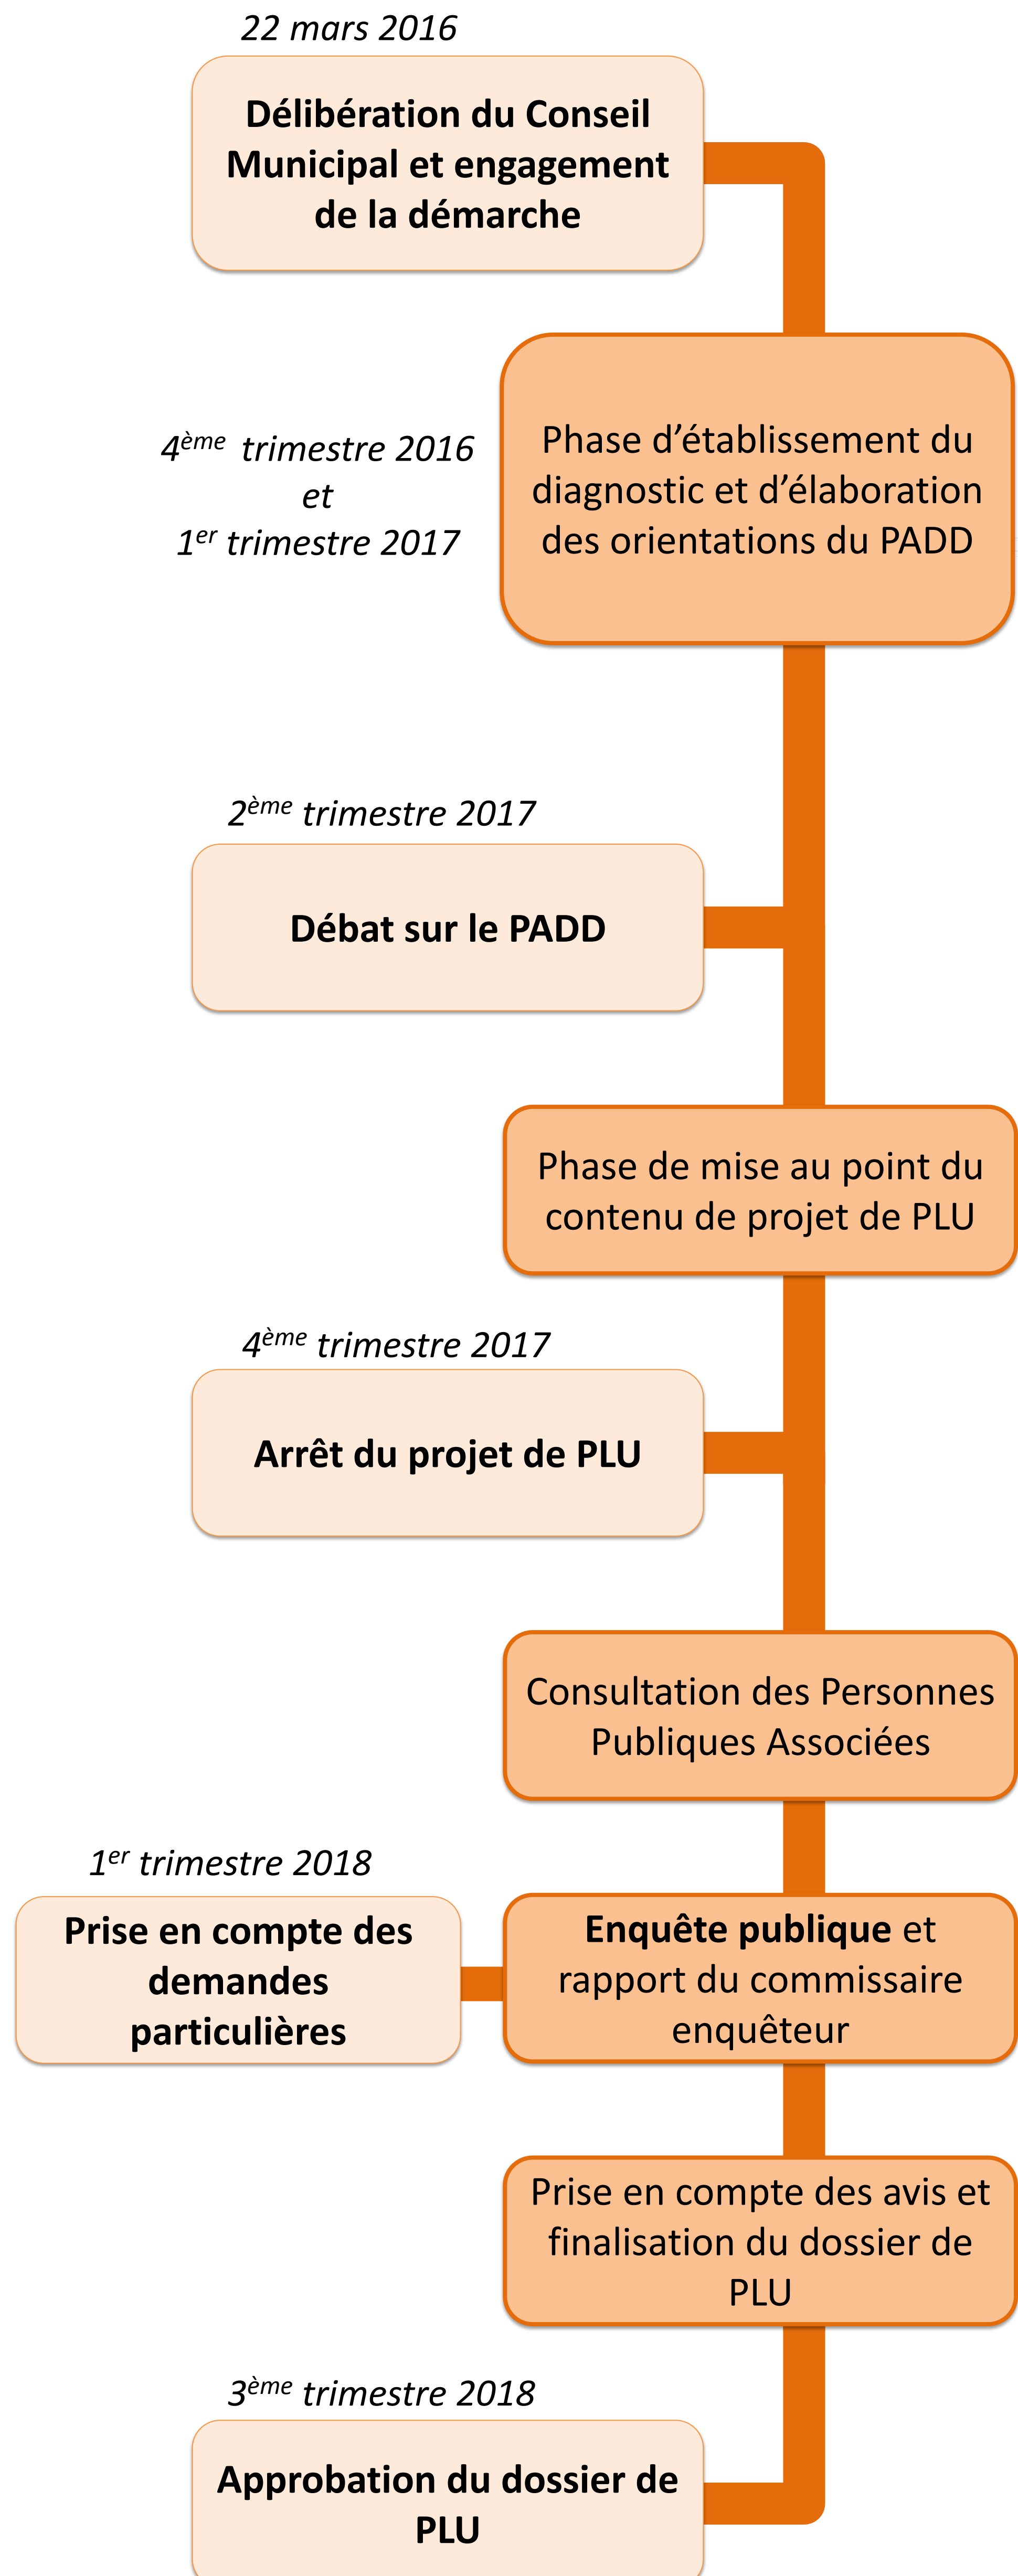 22 mars 2016
Délibération du Conseil
Municipal et engagement
de la démarche
4ème trimestre 2016
et
1er trimestre 2017
Phase d’établissement du
diagnostic et d’élaboration
des orientations du PADD
2ème trimestre 2017
Débat sur le PADD
Phase de mise au point du
contenu de projet de PLU
4ème trimestre 2017
Arrêt du projet de PLU
Consultation des Personnes
Publiques Associées
1er trimestre 2018
Prise en compte des
demandes
particulières
Enquête publique et
rapport du commissaire
enquêteur
Prise en compte des avis et
finalisation du dossier de
PLU
3ème trimestre 2018
Approbation du dossier de
PLU